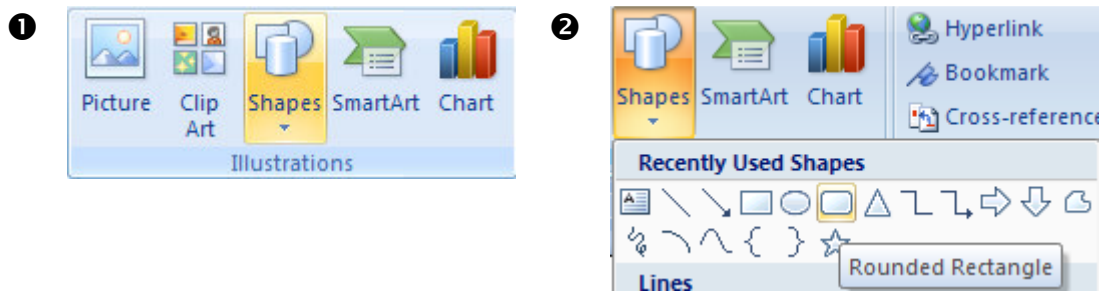 ❶
Picture Clip Art Shapes SmartArt Chart
Illustrations
❷
Shapes SmartArt Chart
Hyperlink
Bookmark
Cross-reference
Recently Used Shapes
Rounded Rectangle
Lines